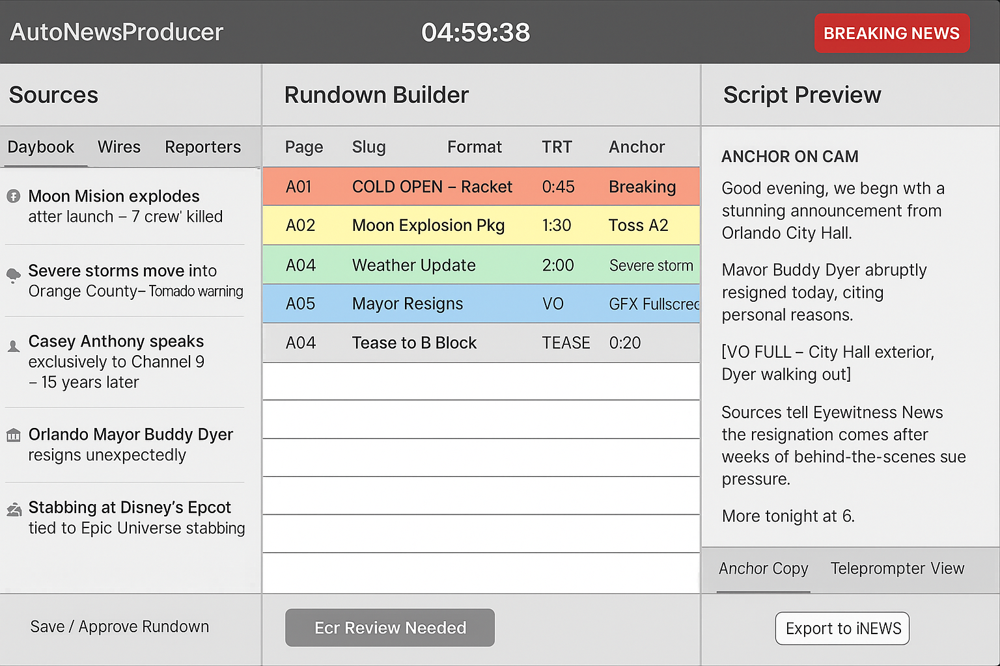 AutoNewsProducer
04:59:38
BREAKING NEWS
Sources
Daybook Wires Reporters
Moon Mision explodes
atter launch – 7 crew' killed
Severe storms move into
Orange County– Tomado warning
Casey Anthony speaks
exclusively to Channel 9
– 15 years later
Orlando Mayor Buddy Dyer
resigns unexpectedly
Stabbing at Disney's Epcot
tied to Epic Universe stabbing
Save / Approve Rundown
Rundown Builder
Page Slug Format TRT Anchor
A01 COLD OPEN – Racket 0:45 Breaking
A02 Moon Explosion Pkg 1:30 Toss A2
A04 Weather Update 2:00 Severe storm
A05 Mayor Resigns VO GFX Fullscree
A04 Tease to B Block TEASE 0:20
Ecr Review Needed
Script Preview
ANCHOR ON CAM
Good evening, we begn wth a
stunning announcement from
Orlando City Hall.
Mavor Buddy Dyer abruptly
resigned today, citing
personal reasons.
[VO FULL – City Hall exterior,
Dyer walking out]
Sources tell Eyewitness News
the resignation comes after
weeks of behind-the-scenes sue
pressure.
More tonight at 6.
Anchor Copy Teleprompter View
Export to iNEWS